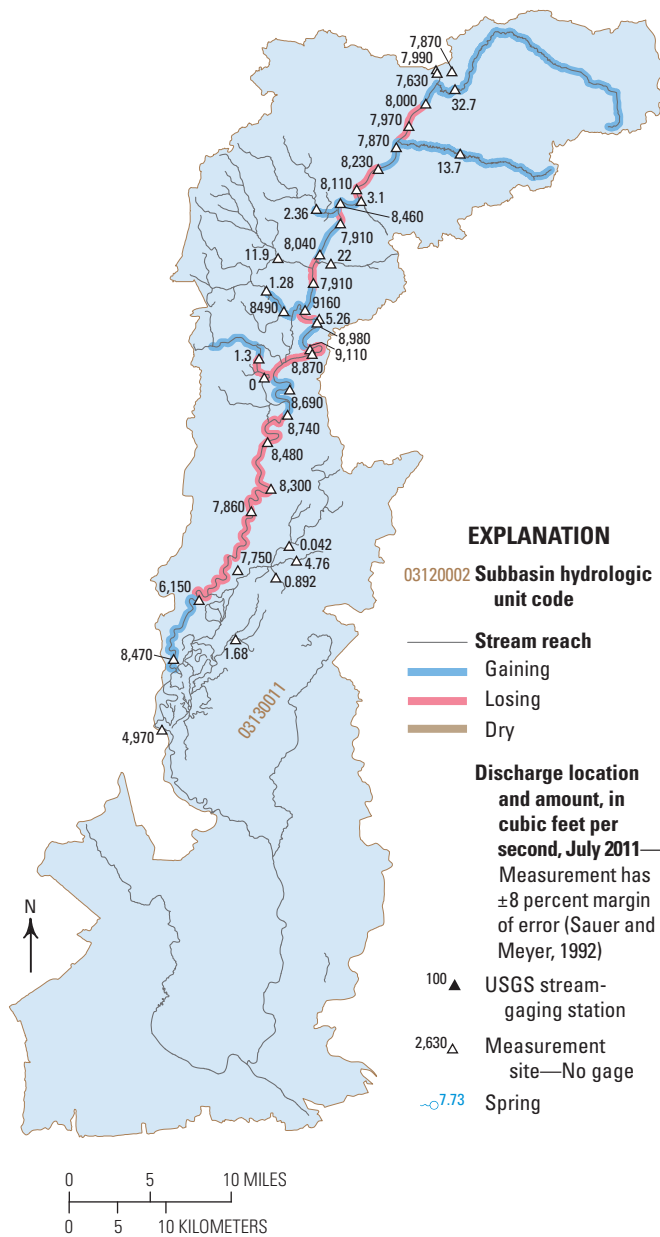 7,870
7,990
7,630
8,000
32.7
7,970
7,870
8,230
13.7
8,110
3.1
2.36
8,460
7,910
8,040
11.9
22
1.28
7,910
8490
9160
5.26
8,980
9,110
1.3
8,870
0
8,690
8,740
8,480
8,300
7,860
0.042
7,750
4.76
0.892
6,150
1.68
8,470
4,970
03130011
EXPLANATION
03120002 Subbasin hydrologic
unit code
Stream reach
Gaining
Losing
Dry
Discharge location
and amount, in
cubic feet per
second, July 2011—
Measurement has
±8 percent margin
of error (Sauer and
Meyer, 1992)
100 USGS stream-
gaging station
2,630 Measurement
site—No gage
7.73 Spring
N
0 5 10 MILES
0 5 10 KILOMETERS